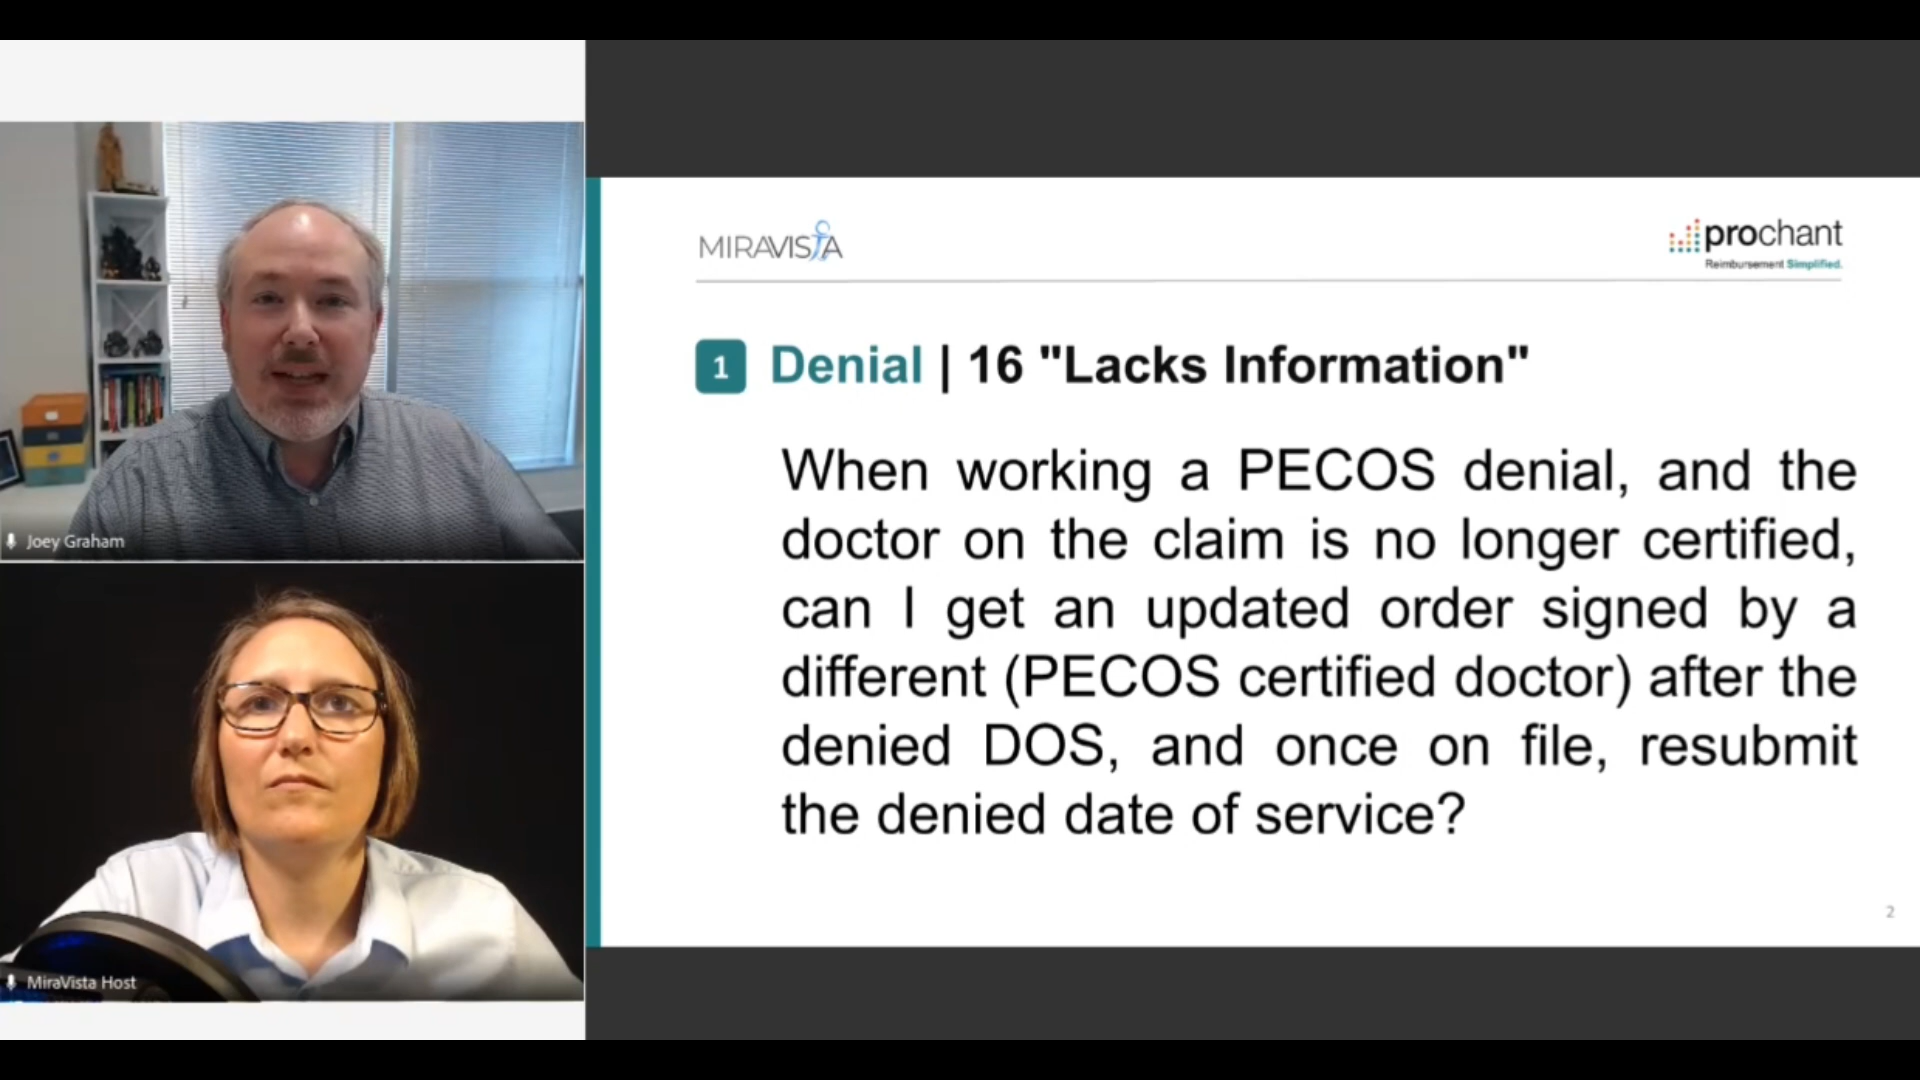 Joey Graham
MiraVista Host
MIRAVISTA
prochant
Reimbursement Simplified.
1 Denial | 16 "Lacks Information"
When working a PECOS denial, and the
doctor on the claim is no longer certified,
can I get an updated order signed by a
different (PECOS certified doctor) after the
denied DOS, and once on file, resubmit
the denied date of service?
2